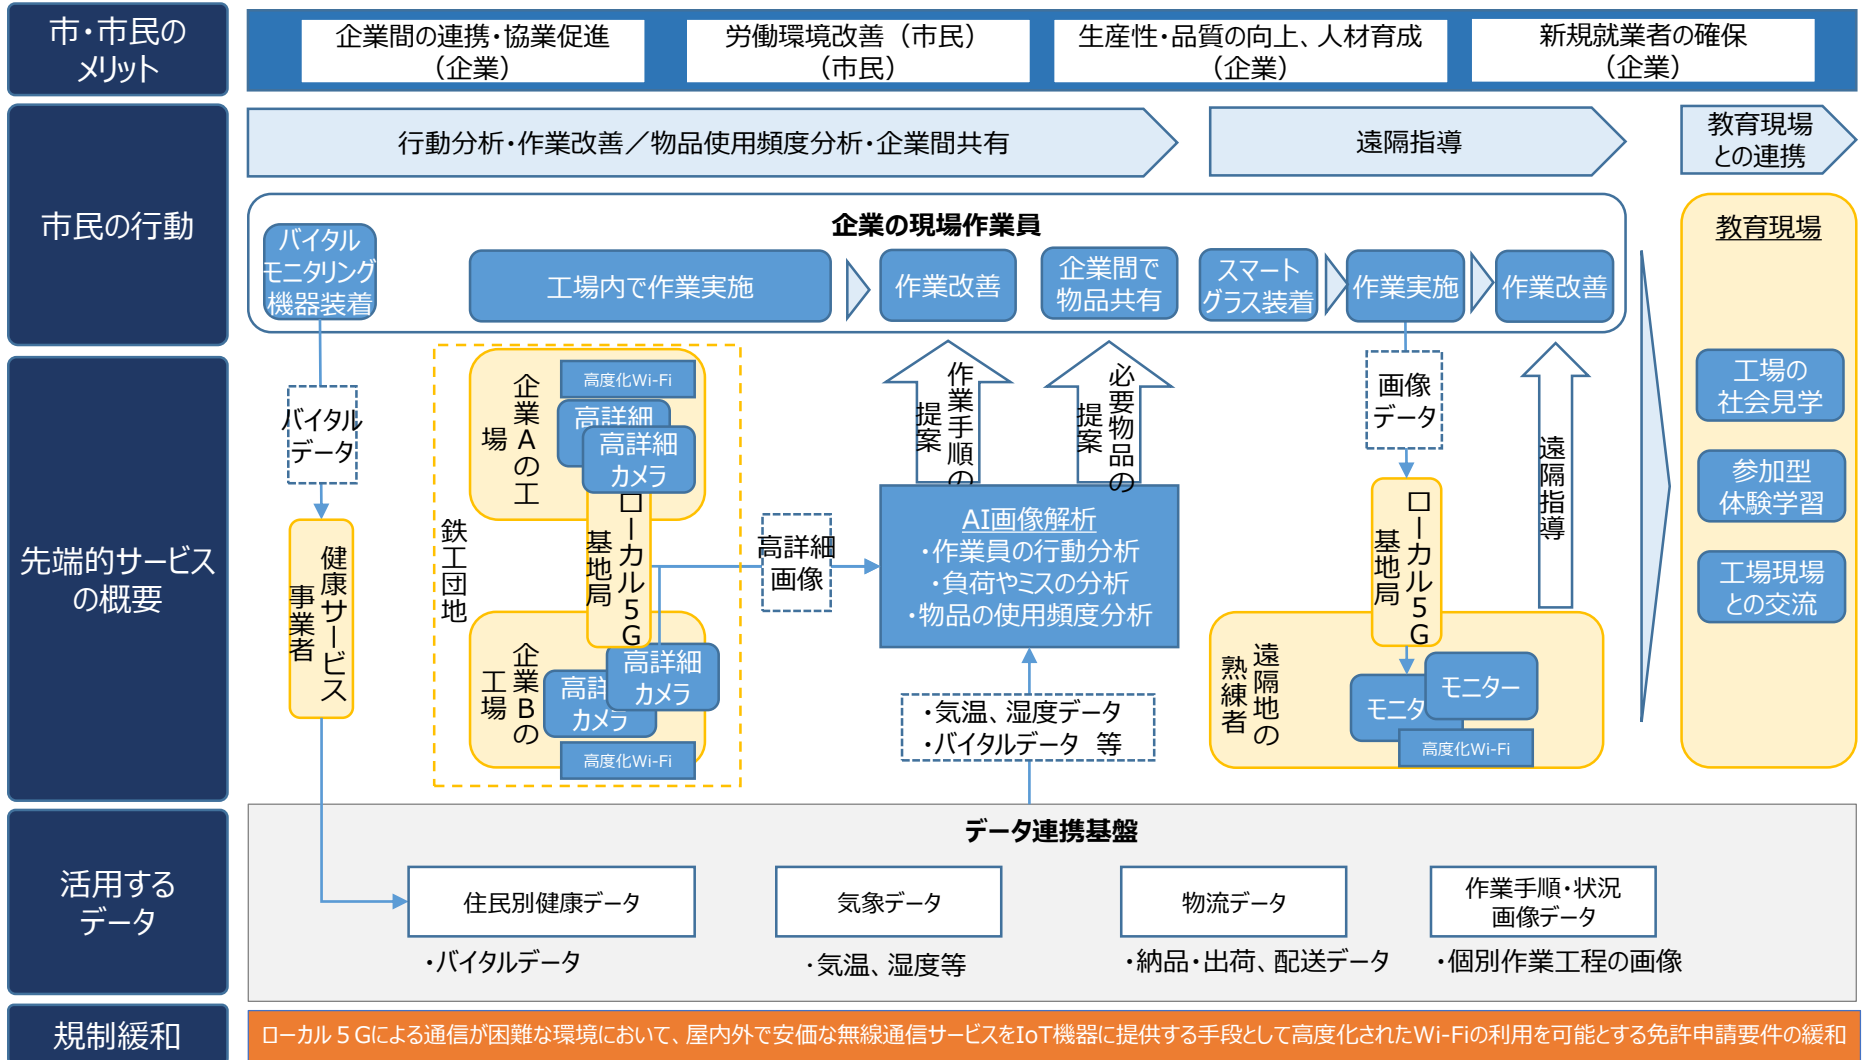 市・市民の
メリット
企業間の連携・協業促進
（企業）
労働環境改善（市民）
（市民）
生産性・品質の向上、人材育成
（企業）
新規就業者の確保
（企業）
市民の行動
行動分析・作業改善／物品使用頻度分析・企業間共有
遠隔指導
教育現場
との連携
企業の現場作業員
バイタル
モニタリング
機器装着
工場内で作業実施
作業改善
企業間で
物品共有
スマート
グラス装着
作業実施
作業改善
教育現場
工場の
社会見学
参加型
体験学習
工場現場
との交流
先端的サービス
の概要
バイタル
データ
健康サービス
事業者
鉄工団地
企業Aの工
場
高度化Wi-Fi
高詳細
高詳細
カメラ
ローカル５G
基地局
企業Bの
工場
高詳細
カメラ
高詳
カメラ
高度化Wi-Fi
高詳細
画像
作業手順の
提案
必要物品の
提案
AI画像解析
・作業員の行動分析
・負荷やミスの分析
・物品の使用頻度分析
・気温、湿度データ
・バイタルデータ 等
画像
データ
ローカル５G
基地局
遠隔指導
遠隔地の
熟練者
モニター
モニタ
高度化Wi-Fi
活用する
データ
データ連携基盤
住民別健康データ
・バイタルデータ
気象データ
・気温、湿度等
物流データ
・納品・出荷、配送データ
作業手順・状況
画像データ
・個別作業工程の画像
規制緩和
ローカル５Gによる通信が困難な環境において、屋内外で安価な無線通信サービスをIoT機器に提供する手段として高度化されたWi-Fiの利用を可能とする免許申請要件の緩和